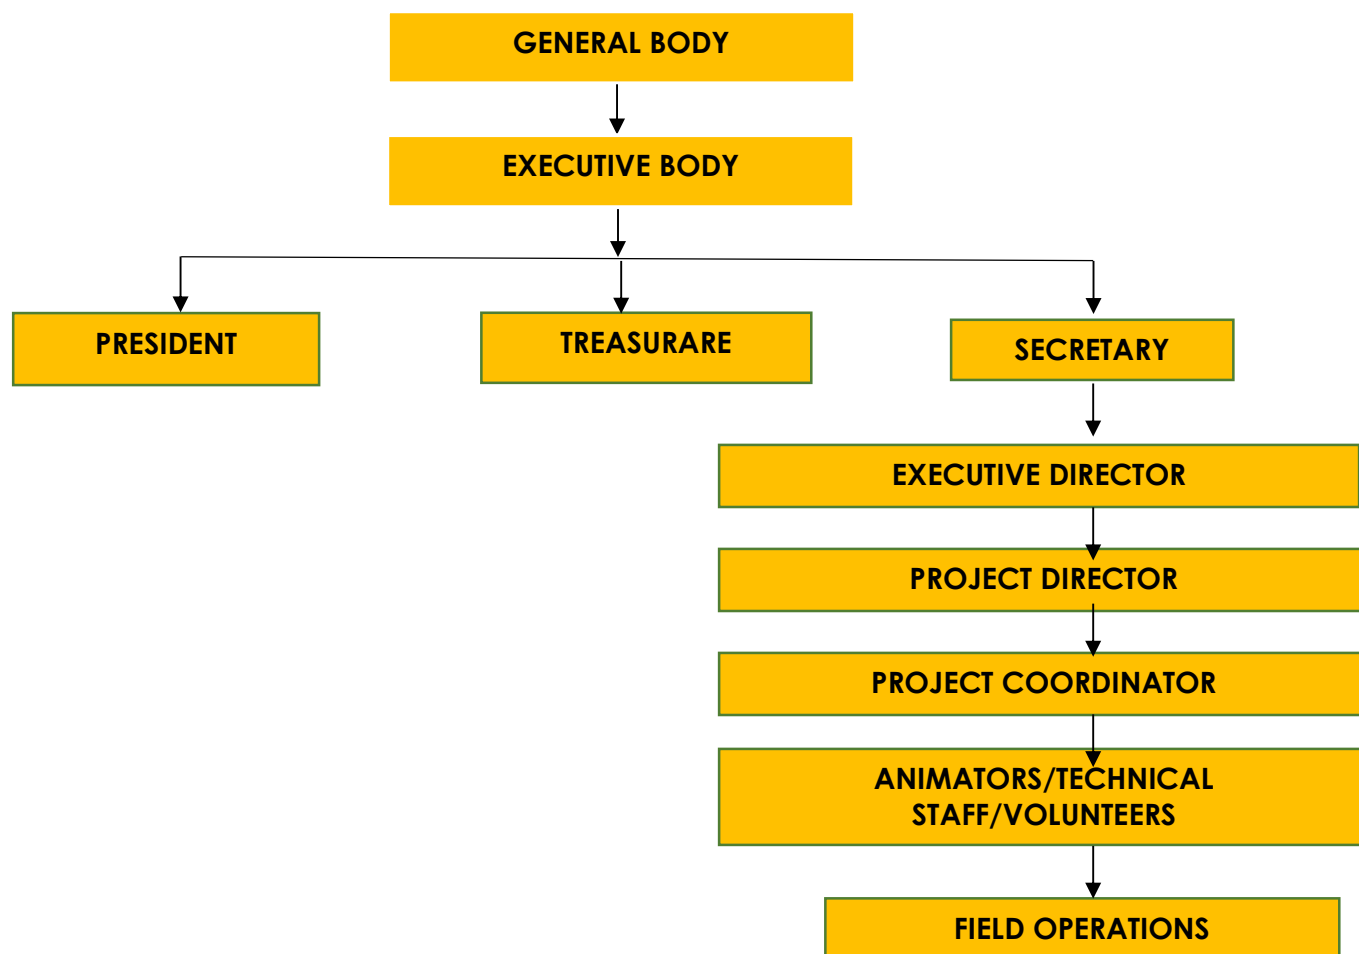 GENERAL BODY
EXECUTIVE BODY
PRESIDENT
TREASURARE
SECRETARY
EXECUTIVE DIRECTOR
PROJECT DIRECTOR
PROJECT COORDINATOR
ANIMATORS/TECHNICAL
STAFF/VOLUNTEERS
FIELD OPERATIONS